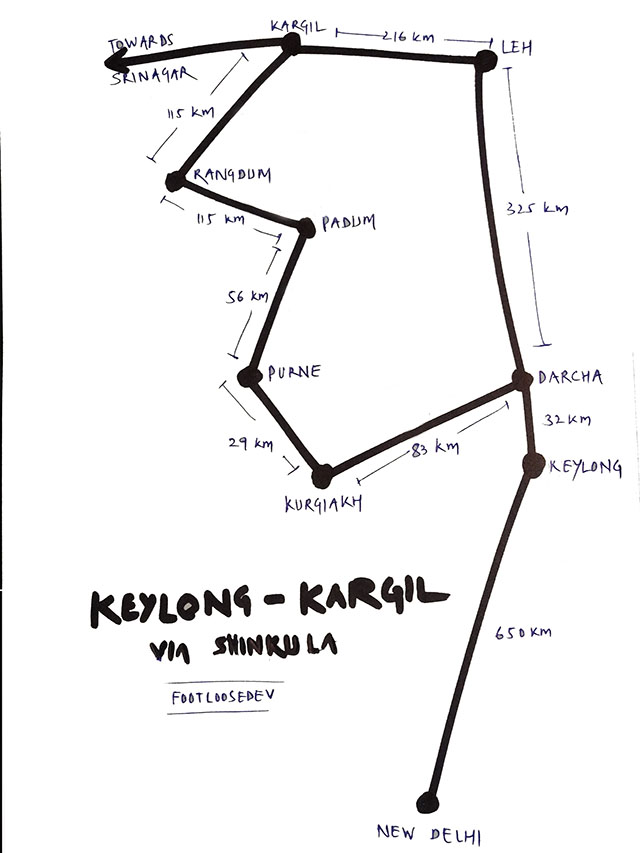 KARGIL
216 KM
LEH
TOWARDS
SRINAGAR
115 KM
RANGDUM
115 KM
PADUM
325 KM
56 KM
PURNE
DARCHA
32 KM
29 KM
83 KM
KEYLONG
KURGIAKH
KEYLONG - KARGIL
VIA SHINKULA
FOOTLOOSEDEV
650 KM
NEW DELHI